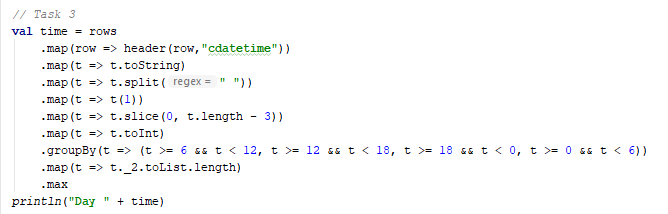 // Task 3
val time = rows
.map(row => header(row,"cdatetime"))
.map(t => t.toString)
.map(t => t.split( regex = " "))
.map(t => t(1))
.map(t => t.slice(0, t.length - 3))
.map(t => t.toInt)
.groupBy(t => (t >= 6 && t < 12, t >= 12 && t < 18, t >= 18 && t < 0, t >= 0 && t < 6))
.map(t => t._2.toList.length)
.max
println("Day " + time)